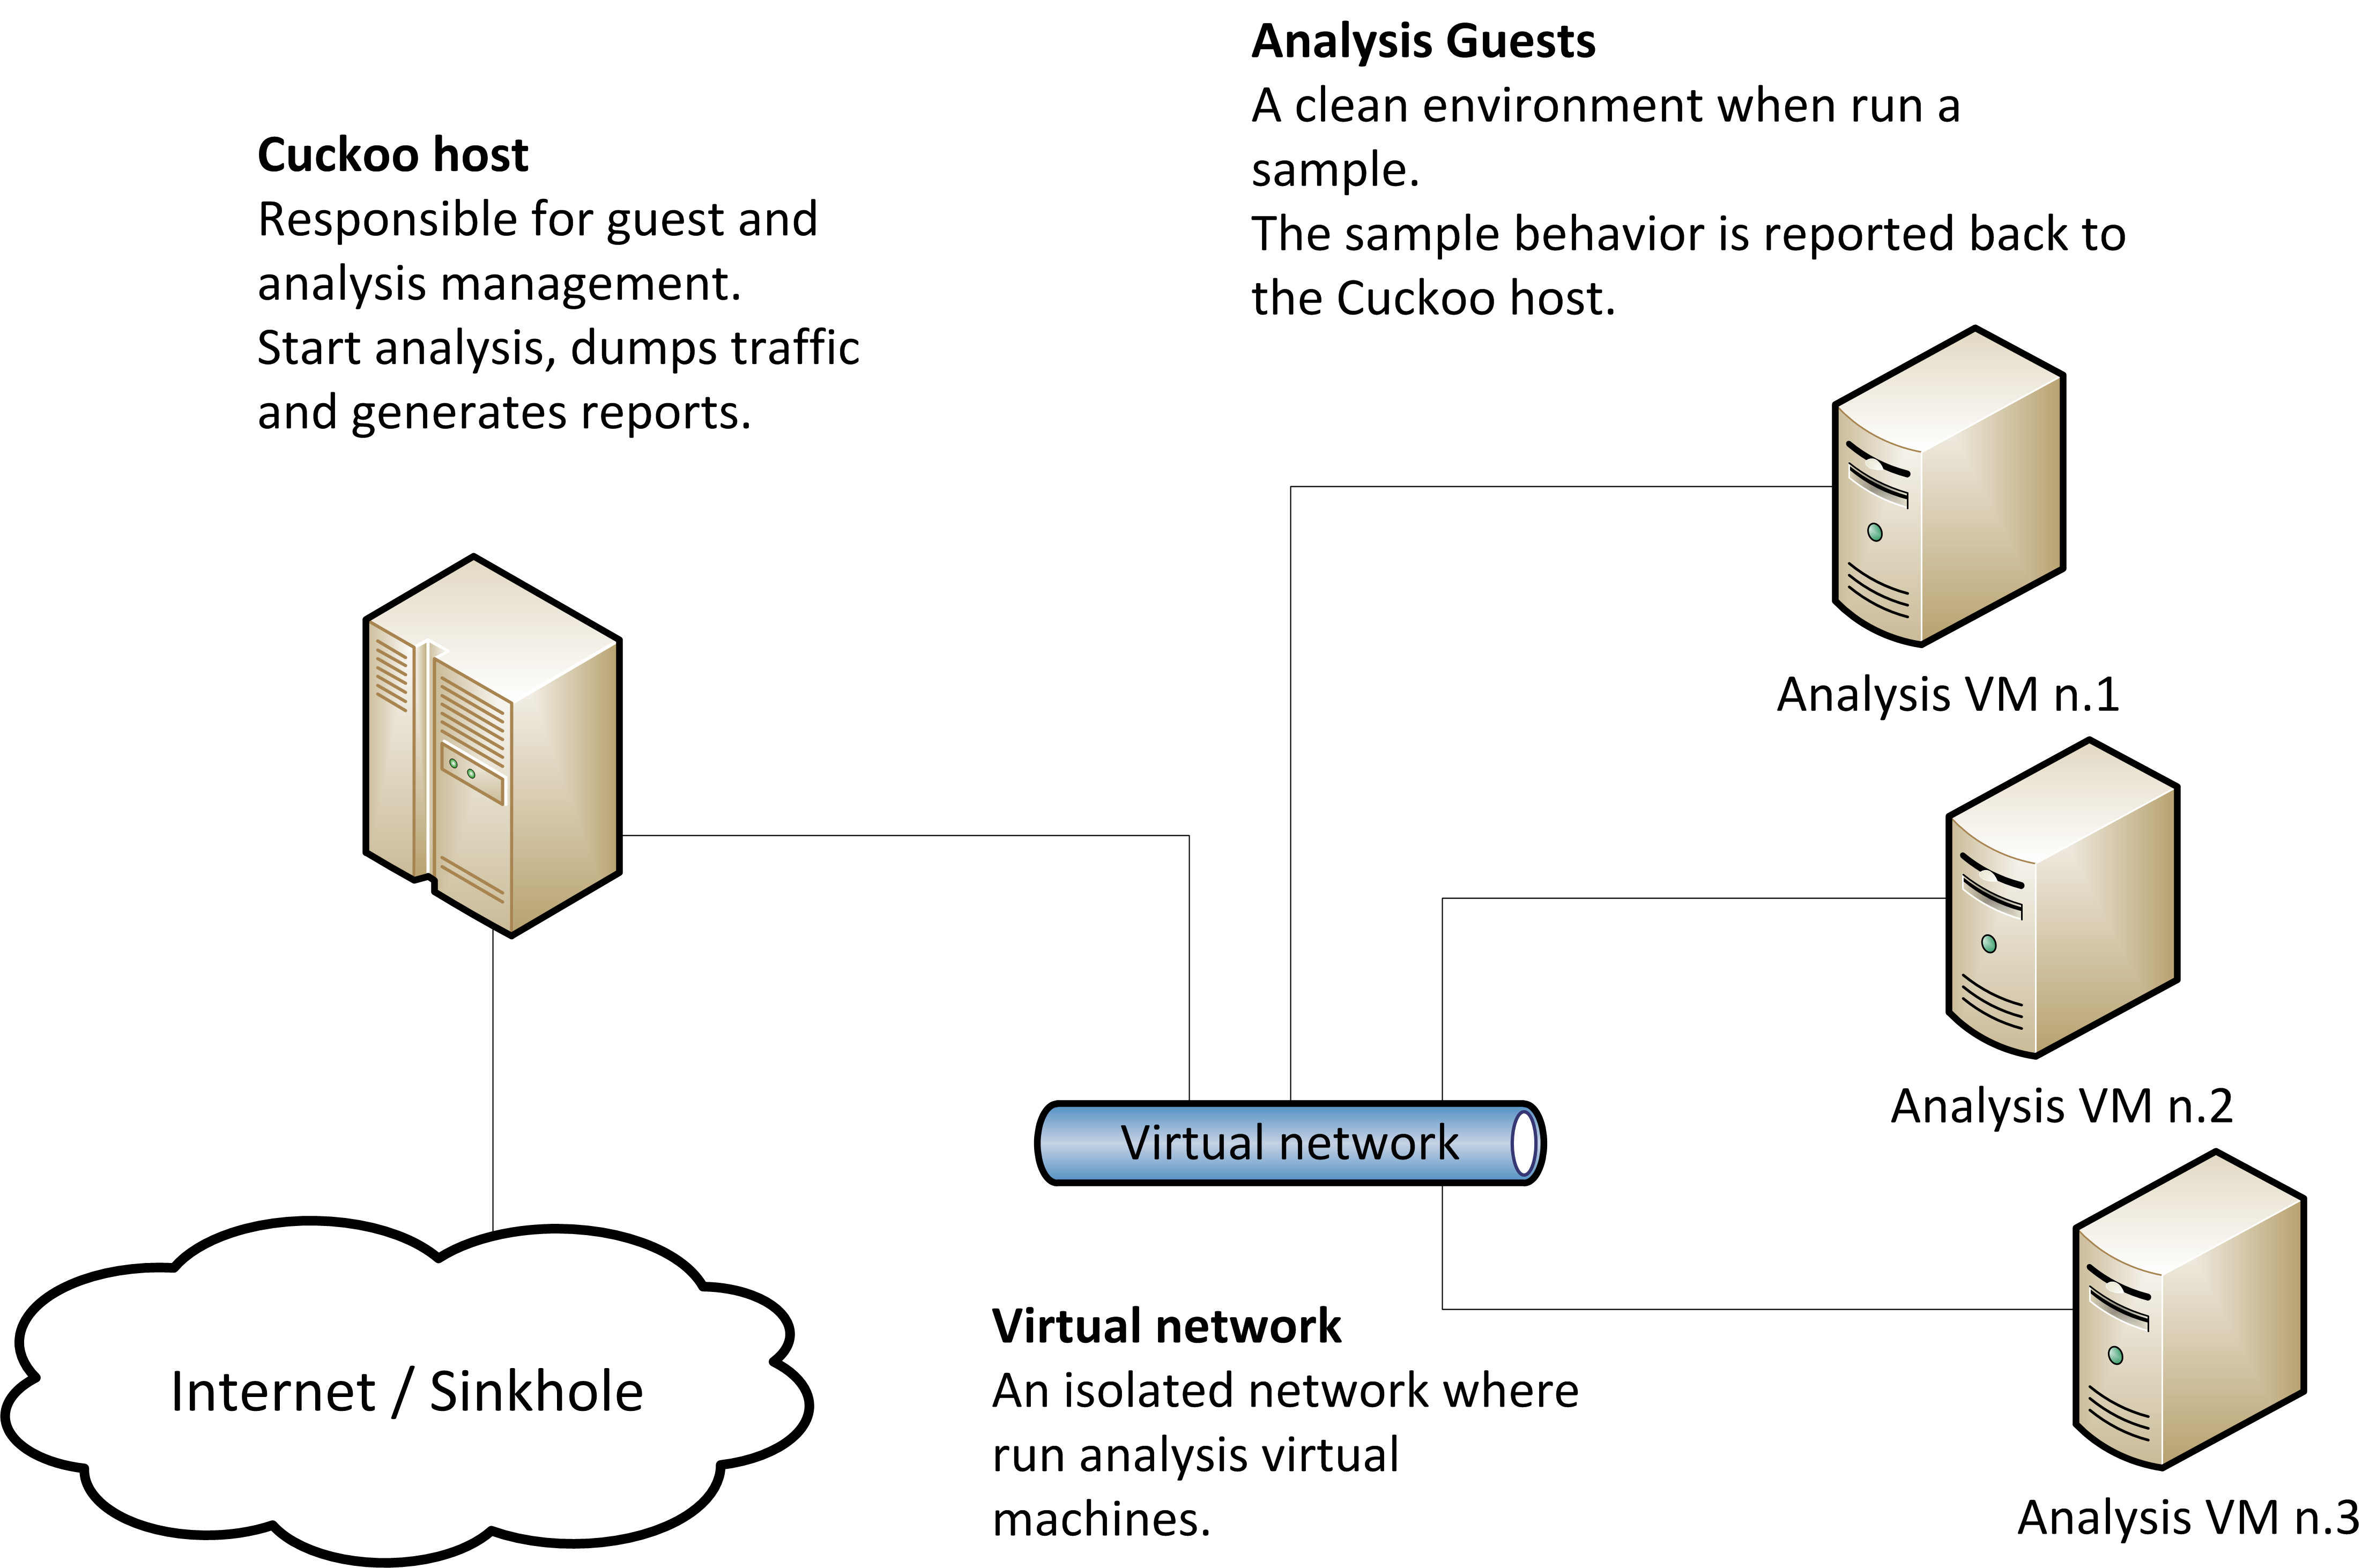 Analysis Guests
A clean environment when run a
sample.
The sample behavior is reported back to
the Cuckoo host.
Cuckoo host
Responsible for guest and
analysis management.
Start analysis, dumps traffic
and generates reports.
Analysis VM n.1
Analysis VM n.2
Virtual network
Virtual network
An isolated network where
run analysis virtual
machines.
Internet / Sinkhole
Analysis VM n.3